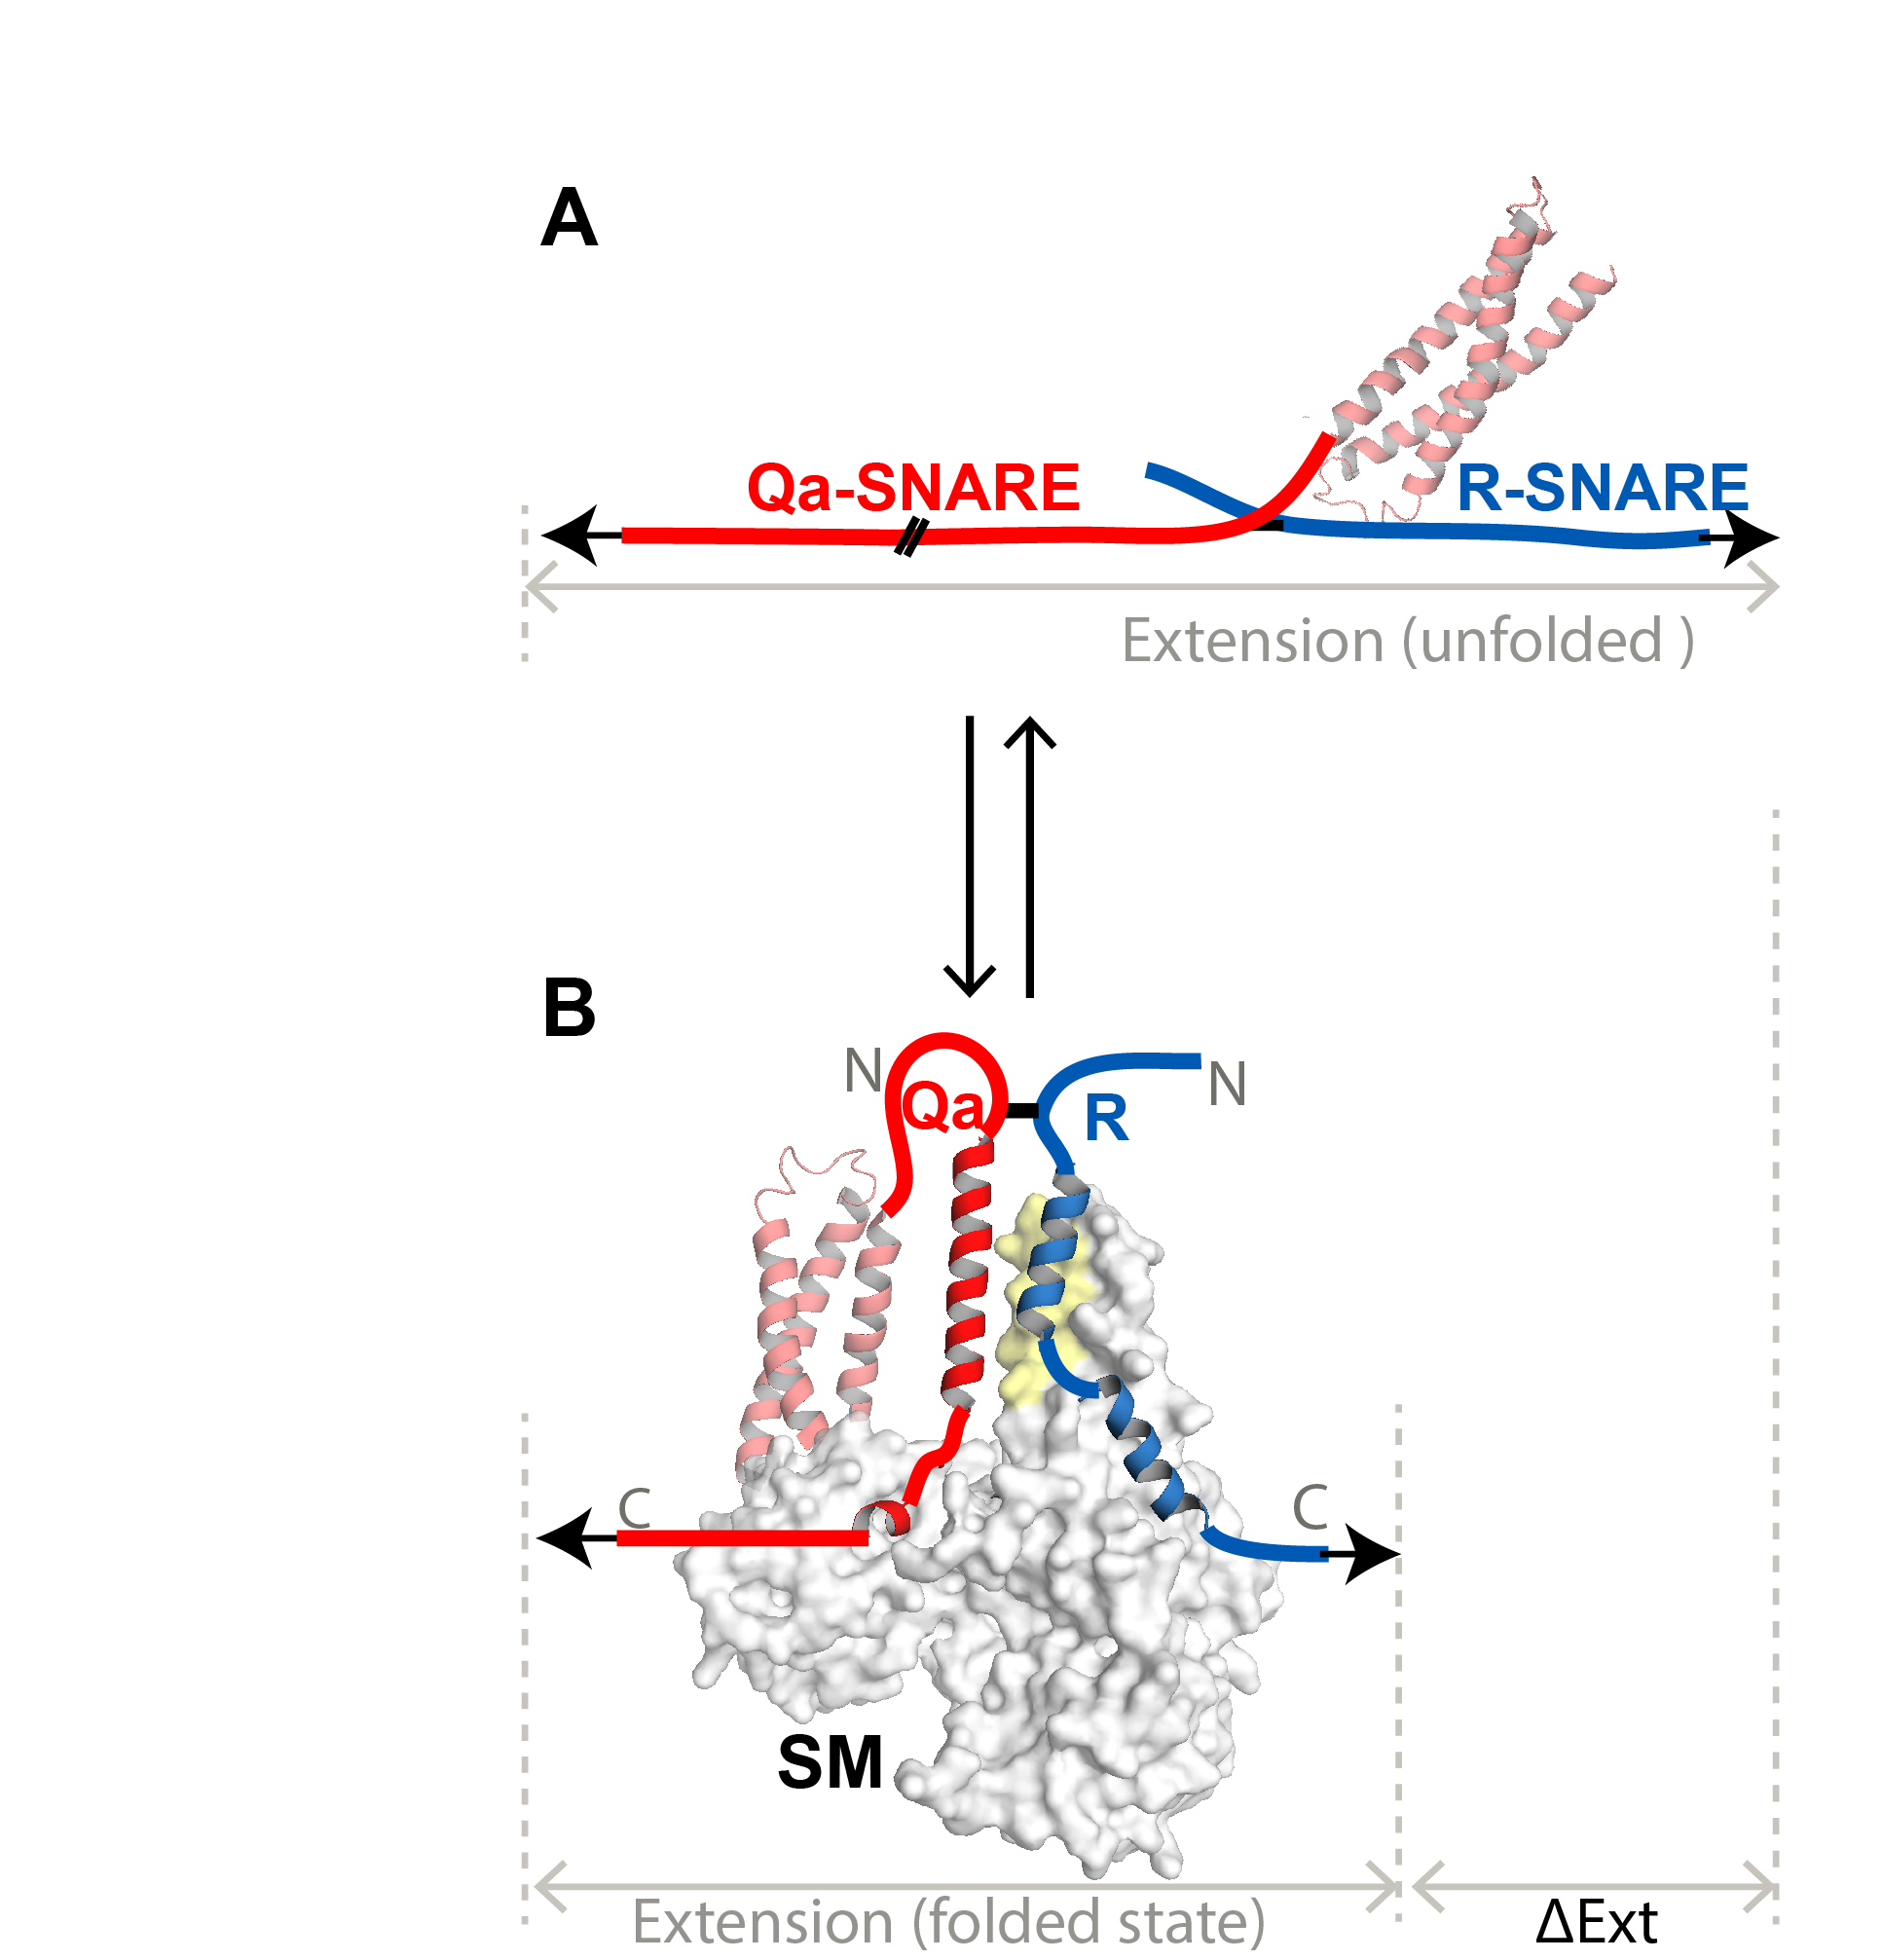 A
Qa-SNARE
R-SNARE
Extension (unfolded )
B
N
Qa
R
N
C
C
SM
Extension (folded state)
ΔExt